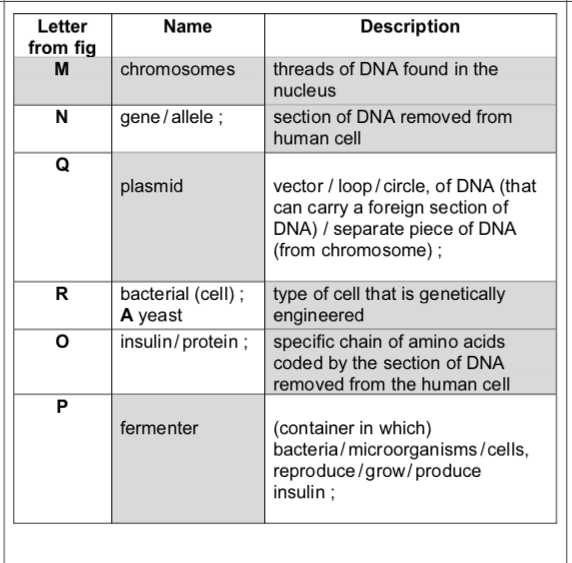 Letter from fig
Name
Description
M
chromosomes
threads of DNA found in the
nucleus
N
gene / allele ;
section of DNA removed from
human cell
Q
plasmid
vector / loop / circle, of DNA (that
can carry a foreign section of
DNA) / separate piece of DNA
(from chromosome) ;
R
bacterial (cell) ;
A yeast
type of cell that is genetically
engineered
O
insulin / protein ;
specific chain of amino acids
coded by the section of DNA
removed from the human cell
P
fermenter
(container in which)
bacteria / microorganisms / cells,
reproduce / grow / produce
insulin ;